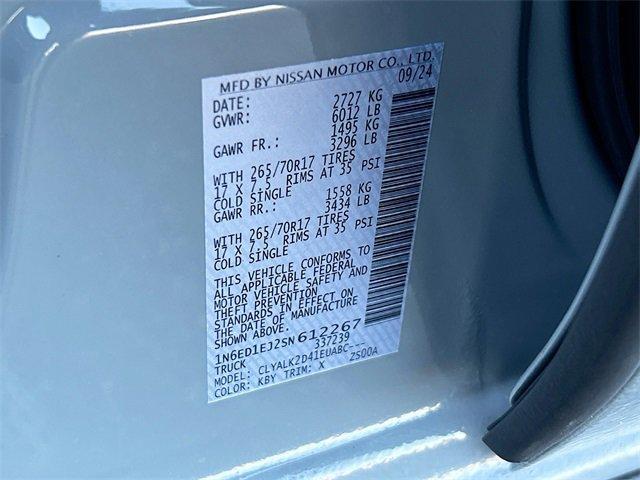 MFD BY NISSAN MOTOR CO., LTD.
DATE: 09/24
GVWR: 2727 KG
6012 LB
GAWR FR.: 1495 KG
3296 LB
WITH 265/70R17 TIRES
17 X 7.5 RIMS AT 35 PSI
COLD SINGLE
GAWR RR.: 1558 KG
3434 LB
WITH 265/70R17 TIRES
17 X 7.5 RIMS AT 35 PSI
COLD SINGLE
THIS VEHICLE CONFORMS TO
ALL APPLICABLE FEDERAL
MOTOR VEHICLE SAFETY AND
THEFT PREVENTION
STANDARDS IN EFFECT ON
THE DATE OF MANUFACTURE
SHOWN ABOVE.
1N6ED1EJ2SN612267
TRUCK 337239
MODEL: CLYALK2D41EUABC---
COLOR: KBY TRIM: X ZS00A